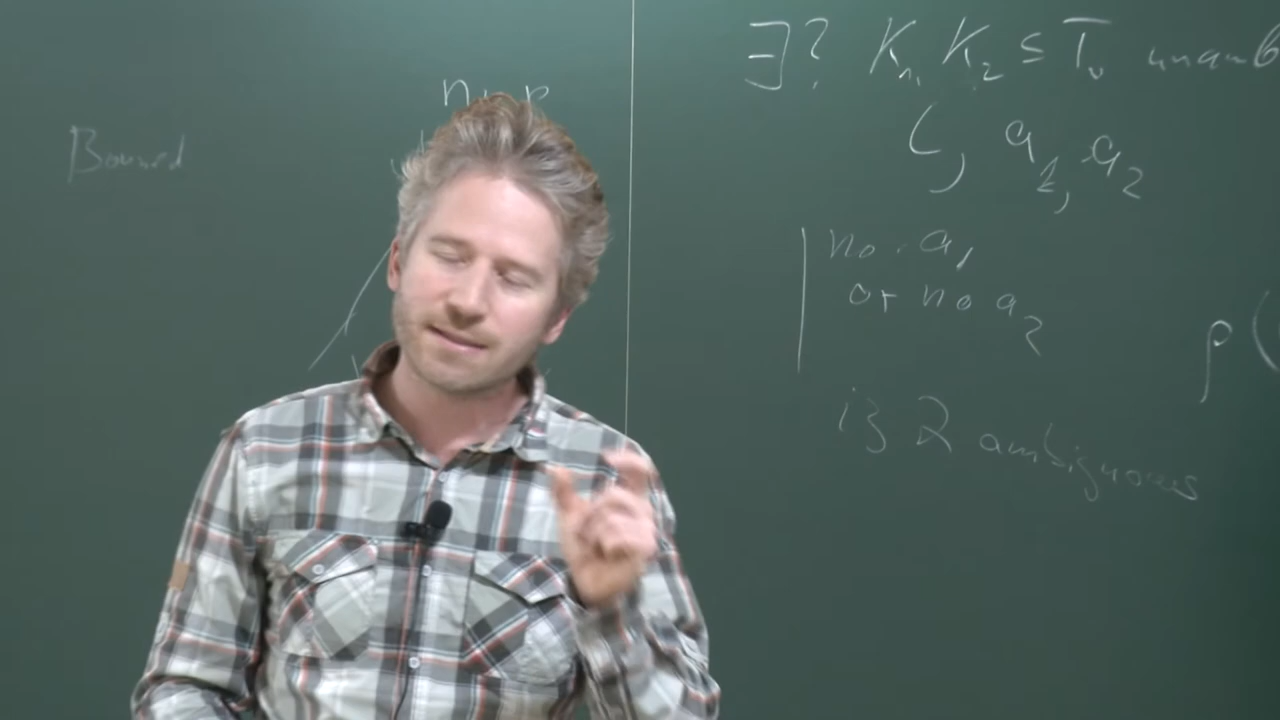 Bound
∃? K₁, K₂ ≤ T₀ unamb
C, a₁, a₂
no a₁
or no a₂
is 2 ambiguous
ρ (